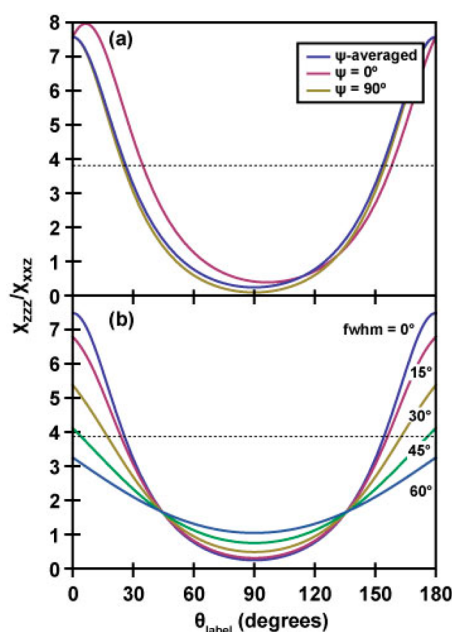 8
7
6
5
4
3
2
1
0
(a)
ψ-averaged
ψ = 0º
ψ = 90º
χzzz/χxxz
(b)
fwhm = 0º
15º
30º
45º
60º
7
6
5
4
3
2
1
0
0 30 60 90 120 150 180
θlabel (degrees)